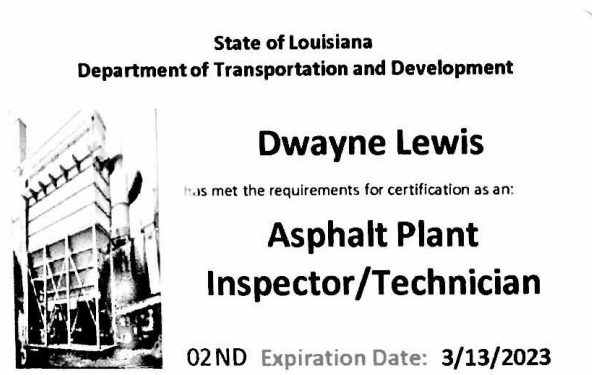 State of Louisiana
Department of Transportation and Development
Dwayne Lewis
has met the requirements for certification as an:
Asphalt Plant
Inspector/Technician
02ND Expiration Date: 3/13/2023